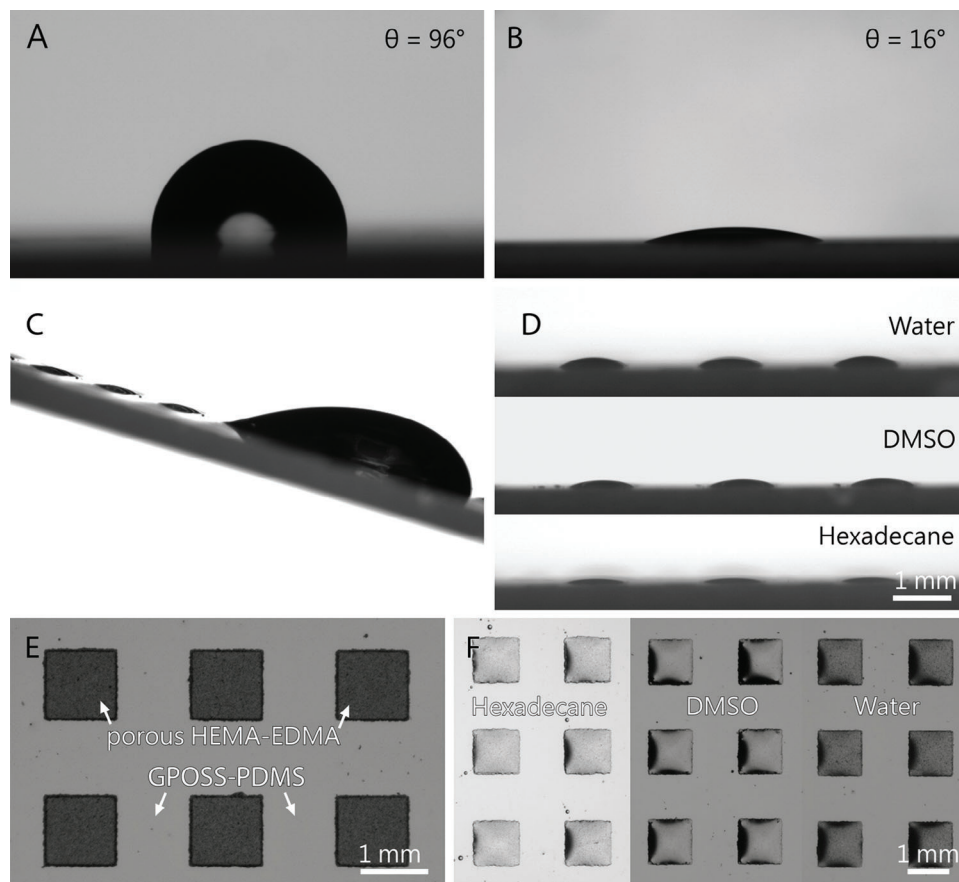 A
θ = 96°
B
θ = 16°
C
D
Water
DMSO
Hexadecane
1 mm
E
porous HEMA-EDMA
GPOSS-PDMS
1 mm
F
Hexadecane
DMSO
Water
1 mm